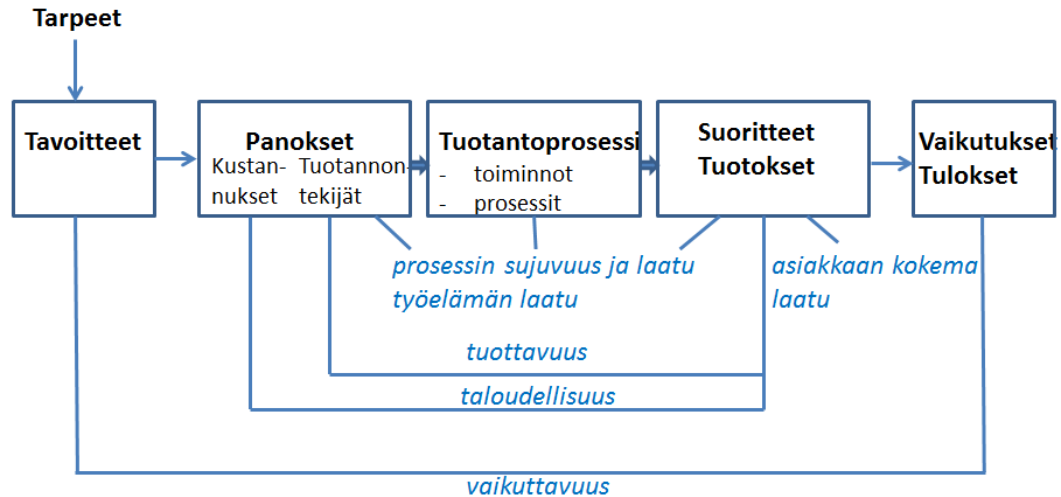 Tarpeet
Tavoitteet
Panokset
Kustan-
nukset
Tuotannon-
tekijät
Tuotantoprosessi
- toiminnot
- prosessit
Suoritteet
Tuotokset
Vaikutukset
Tulokset
prosessin sujuvuus ja laatu
työelämän laatu
asiakkaan kokema
laatu
tuottavuus
taloudellisuus
vaikuttavuus